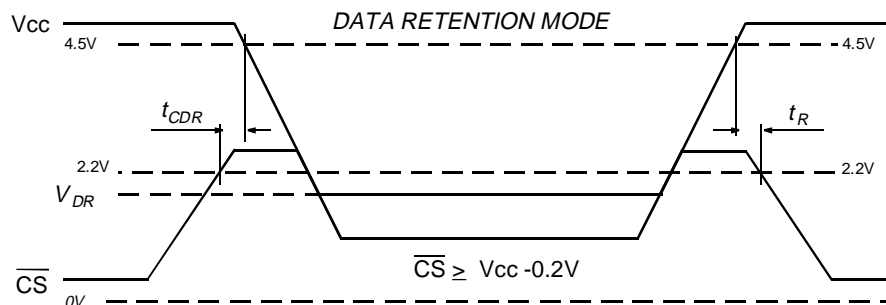 Vcc
DATA RETENTION MODE
4.5V
4.5V
tCDR
tR
2.2V
2.2V
VDR
CS
CS ≥ Vcc -0.2V
0V